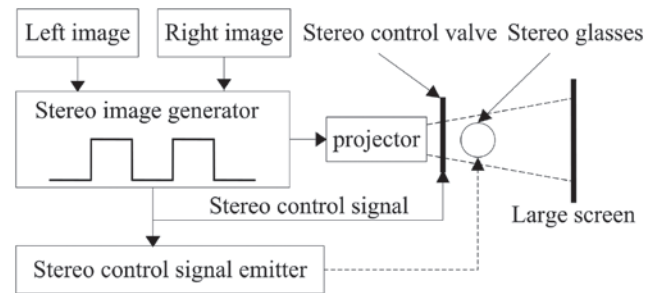 Left image
Right image
Stereo control valve
Stereo glasses
Stereo image generator
projector
Stereo control signal
Large screen
Stereo control signal emitter